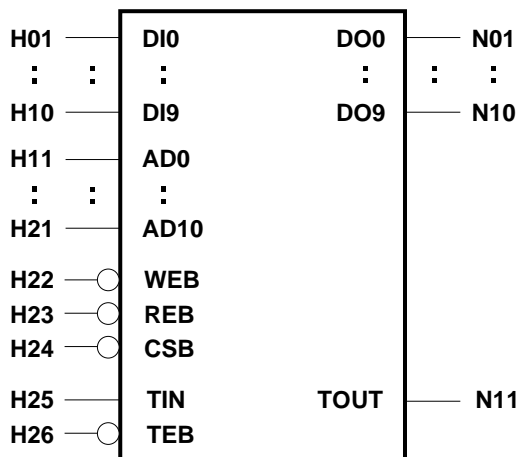 H01 DI0 DO0 N01
: : : : : :
H10 DI9 DO9 N10
H11 AD0
: : :
H21 AD10
H22 WEB
H23 REB
H24 CSB
H25 TIN TOUT N11
H26 TEB